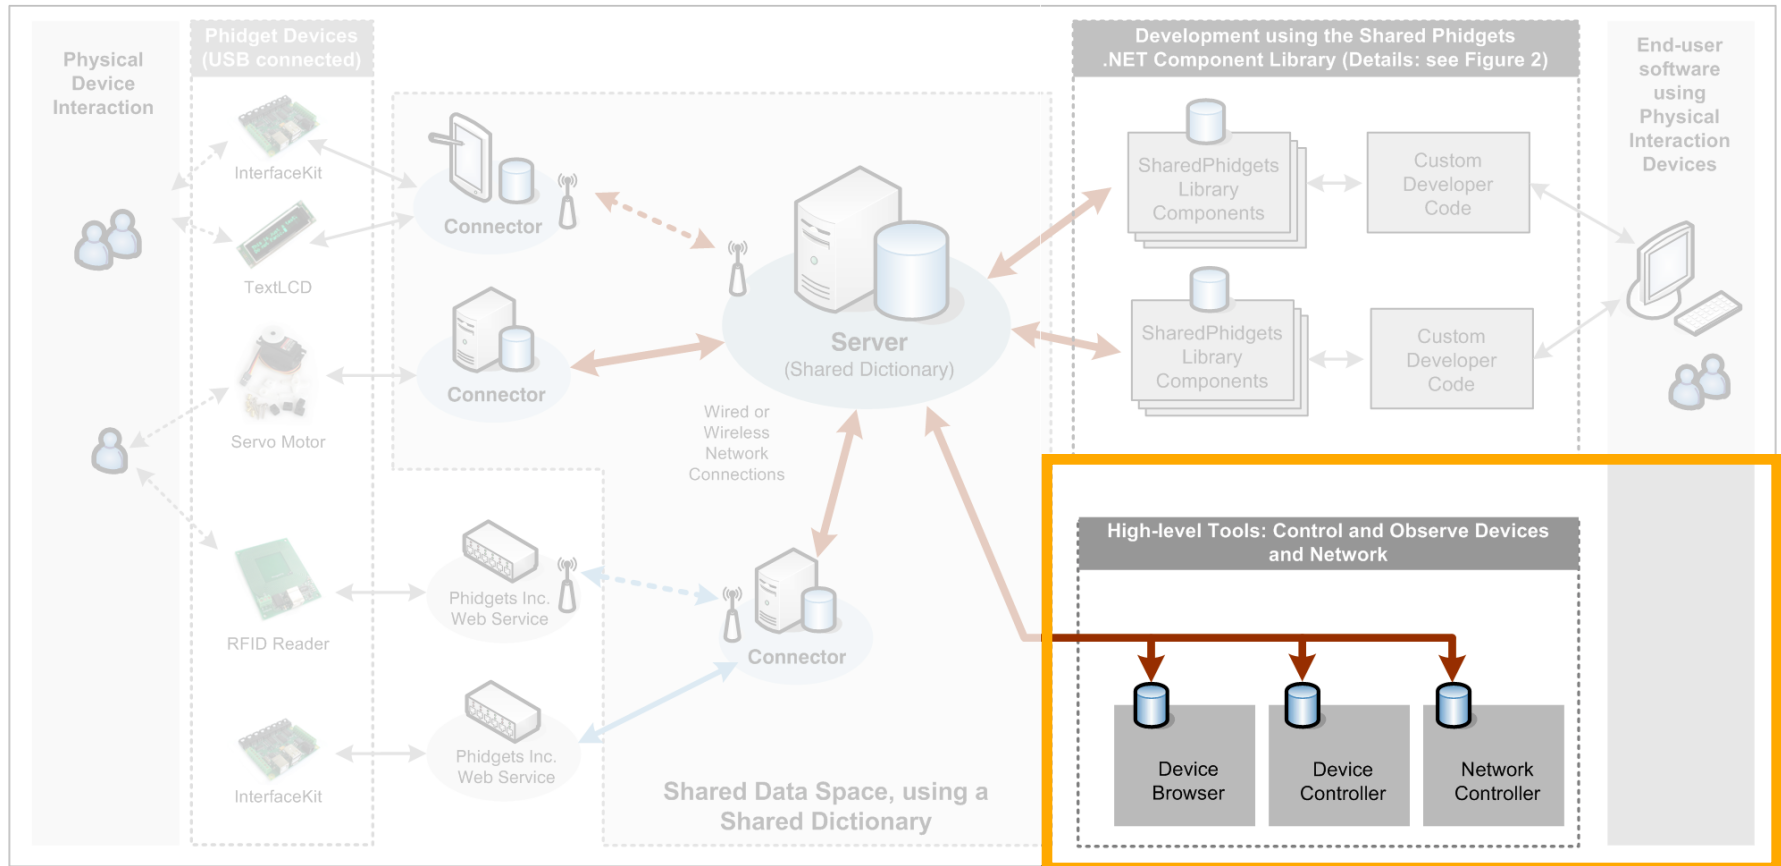 Physical
Device
Interaction
Phidget Devices
(USB connected)
InterfaceKit
TextLCD
Servo Motor
RFID Reader
InterfaceKit
Connector
Connector
Phidgets Inc.
Web Service
Phidgets Inc.
Web Service
Server
(Shared Dictionary)
Wired or
Wireless
Network
Connections
Connector
Shared Data Space, using a
Shared Dictionary
Development using the Shared Phidgets
.NET Component Library (Details: see Figure 2)
SharedPhidgets
Library
Components
Custom
Developer
Code
SharedPhidgets
Library
Components
Custom
Developer
Code
End-user
software
using
Physical
Interaction
Devices
High-level Tools: Control and Observe Devices
and Network
Device
Browser
Device
Controller
Network
Controller